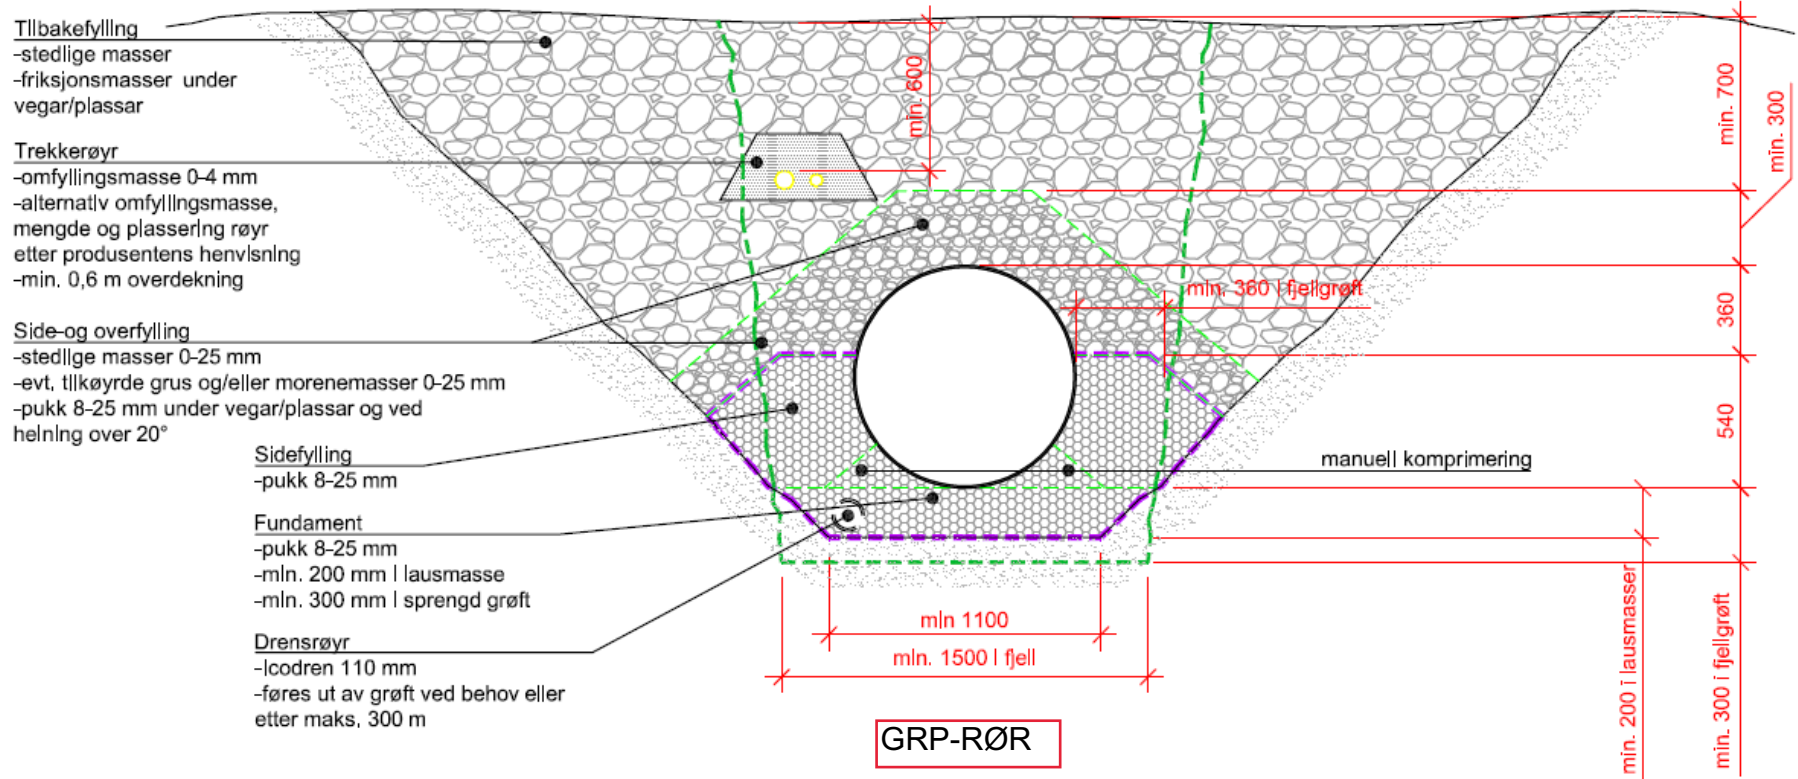 Tilbakefylling
-stedlige masser
-friksjonsmasser under
vegar/plassar
Trekkerøyr
-omfyllingsmasse 0-4 mm
-alternativ omfyllingsmasse,
mengde og plassering røyr
etter produsentens henvisning
-min. 0,6 m overdekning
Side-og overfylling
-stedlige masser 0-25 mm
-evt. tilkøyrde grus og/eller morenemasser 0-25 mm
-pukk 8-25 mm under vegar/plassar og ved
helning over 20°
Sidefylling
-pukk 8-25 mm
Fundament
-pukk 8-25 mm
-min. 200 mm i lausmasse
-min. 300 mm i sprengd grøft
Drensrøyr
-Icodren 110 mm
-føres ut av grøft ved behov eller
etter maks. 300 m
min. 600
min. 700
min. 300
min. 360 i fjellgrøft
360
540
manuell komprimering
min 1100
min. 1500 i fjell
min. 200 i lausmasser
min. 300 i fjellgrøft
GRP-RØR